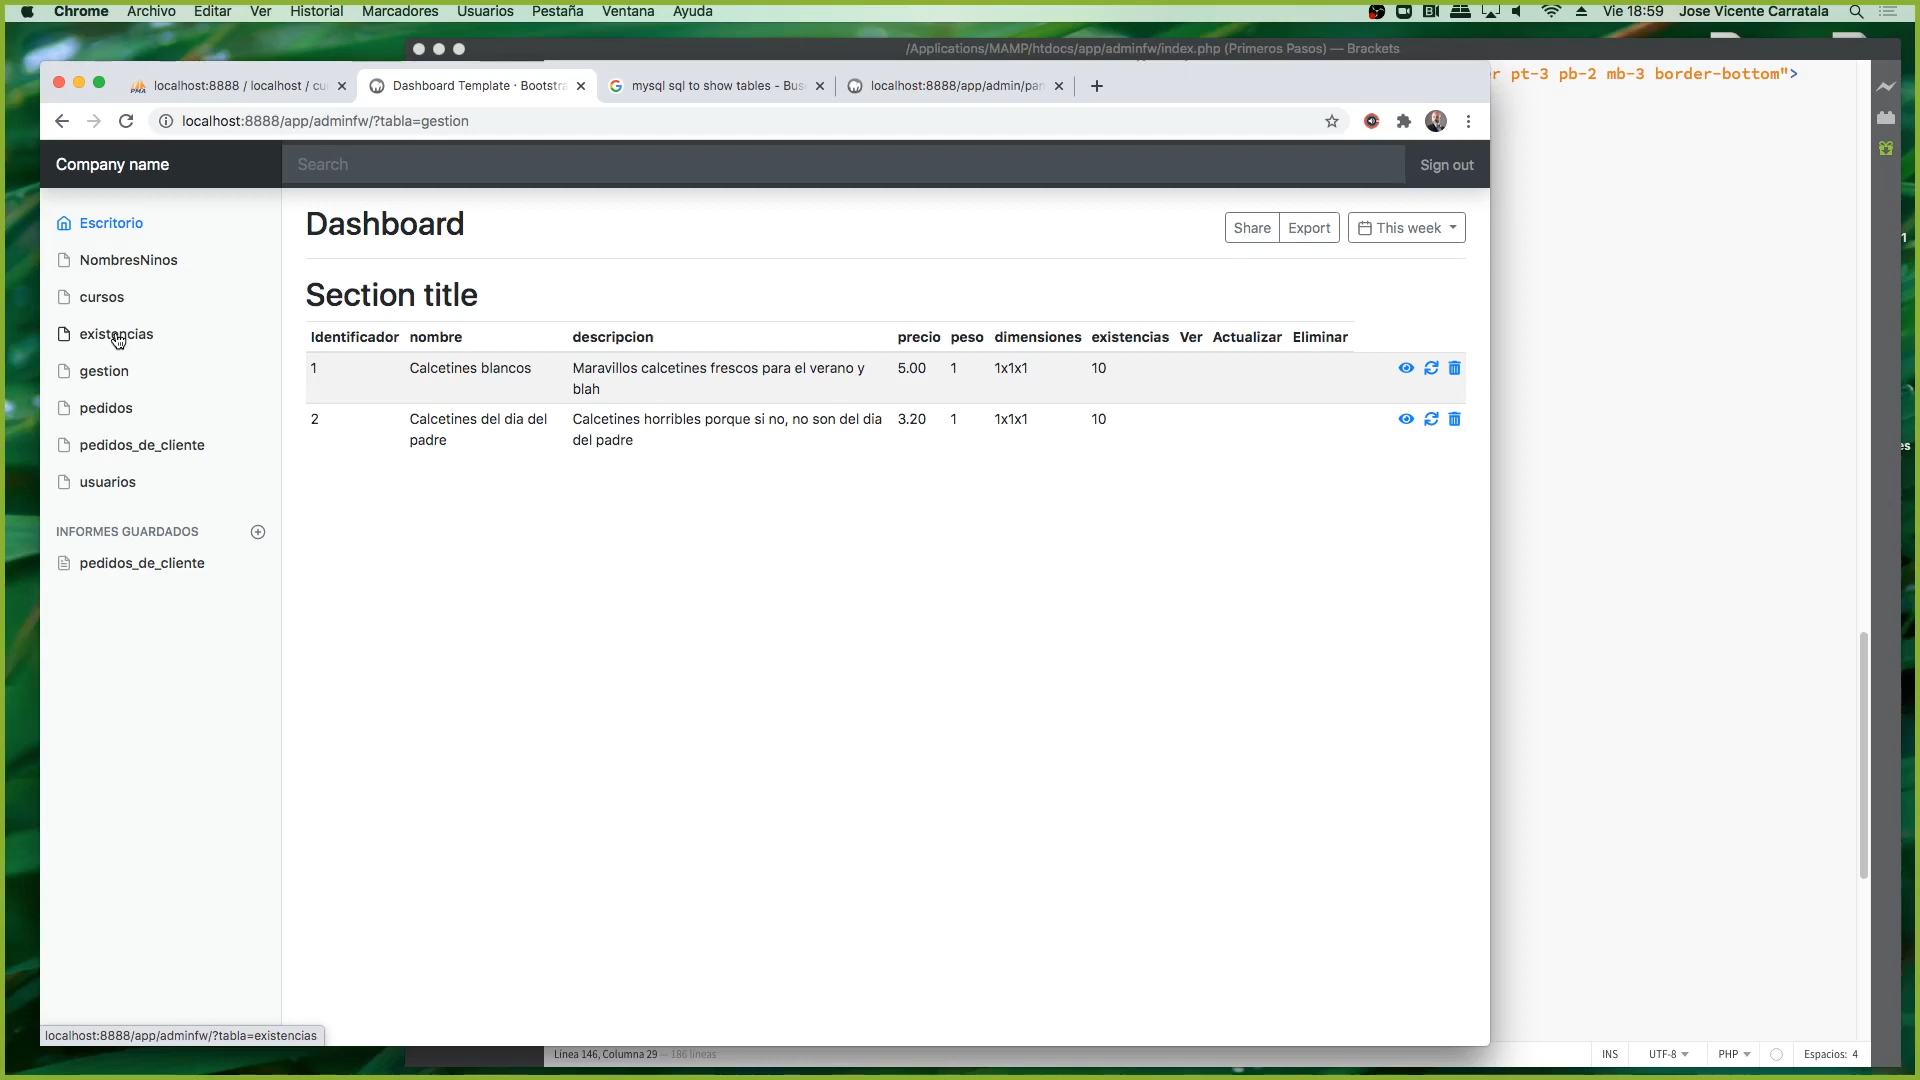 Chrome Archivo Editar Ver Historial Marcadores Usuarios Pestaña Ventana Ayuda Vie 18:59 Jose Vicente Carratala
/Applications/MAMP/htdocs/app/adminfw/index.php (Primeros Pasos) — Brackets
r pt-3 pb-2 mb-3 border-bottom">
localhost:8888 / localhost / cu
Dashboard Template · Bootstra
mysql sql to show tables - Bus
localhost:8888/app/admin/pan
localhost:8888/app/adminfw/?tabla=gestion
Company name
Search
Sign out
Escritorio
NombresNinos
cursos
existencias
gestion
pedidos
pedidos_de_cliente
usuarios
INFORMES GUARDADOS
pedidos_de_cliente
Dashboard
Share Export This week
Section title
Identificador nombre descripcion precio peso dimensiones existencias Ver Actualizar Eliminar
1 Calcetines blancos Maravillos calcetines frescos para el verano y 5.00 1 1x1x1 10
blah
2 Calcetines del dia del Calcetines horribles porque si no, no son del dia 3.20 1 1x1x1 10
padre del padre
localhost:8888/app/adminfw/?tabla=existencias
Línea 146, Columna 29 — 186 líneas
INS UTF-8 PHP Espacios: 4
1
es